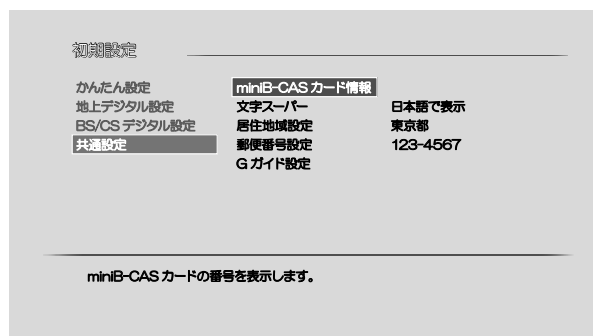 初期設定
かんたん設定
地上デジタル設定
BS/CSデジタル設定
共通設定
miniB-CASカード情報
文字スーパー 日本語で表示
居住地域設定 東京都
郵便番号設定 123-4567
Gガイド設定
miniB-CASカードの番号を表示します。